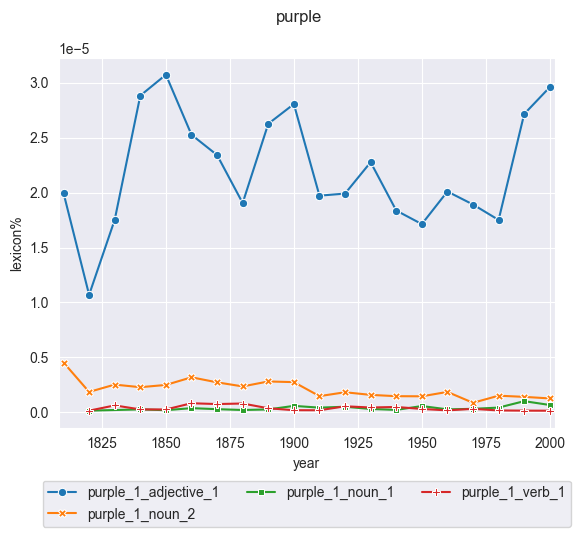 purple
1e−5
3.0
2.5
2.0
1.5
1.0
0.5
0.0
lexicon%
1825 1850 1875 1900 1925 1950 1975 2000
year
purple_1_adjective_1 purple_1_noun_1 purple_1_verb_1
purple_1_noun_2